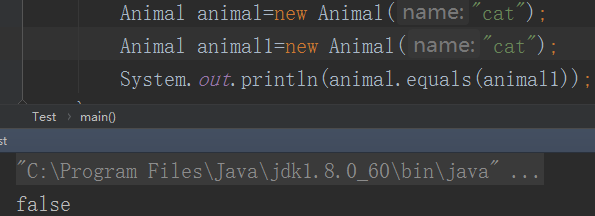 Animal animal=new Animal( name: "cat");
Animal animal1=new Animal( name: "cat");
System.out.println(animal.equals(animal1));
Test › main()
st
"C:\Program Files\Java\jdk1.8.0_60\bin\java" ...
false